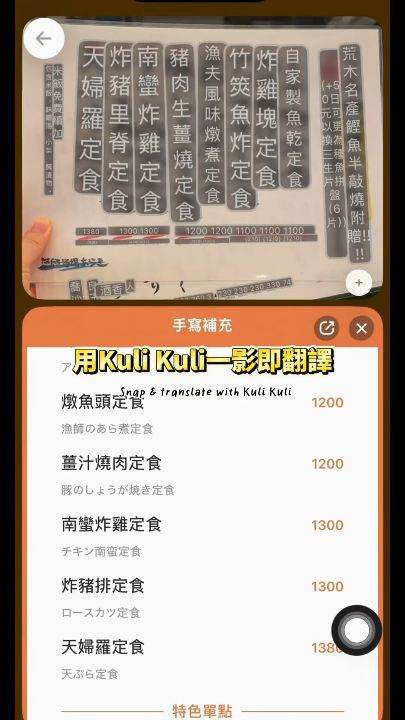 荒木名產鰹魚半敲燒附贈!!!!
自家製魚乾定食
炸雞塊定食
竹筴魚炸定食
漁夫風味燉煮定食
豬肉生薑燒定食
南蠻炸雞定食
炸豬里脊定食
天婦羅定食
米飯免費續加
1380
1300 1300
1200 1200 1100 1100 1100
手寫補充
用Kuli Kuli一影即翻譯
Snap & translate with Kuli Kuli
燉魚頭定食 1200
漁師のあら煮定食
薑汁燒肉定食 1200
豚のしょうが焼き定食
南蠻炸雞定食 1300
チキン南蛮定食
炸豬排定食 1300
ロースカツ定食
天婦羅定食 1380
天ぷら定食
特色單點